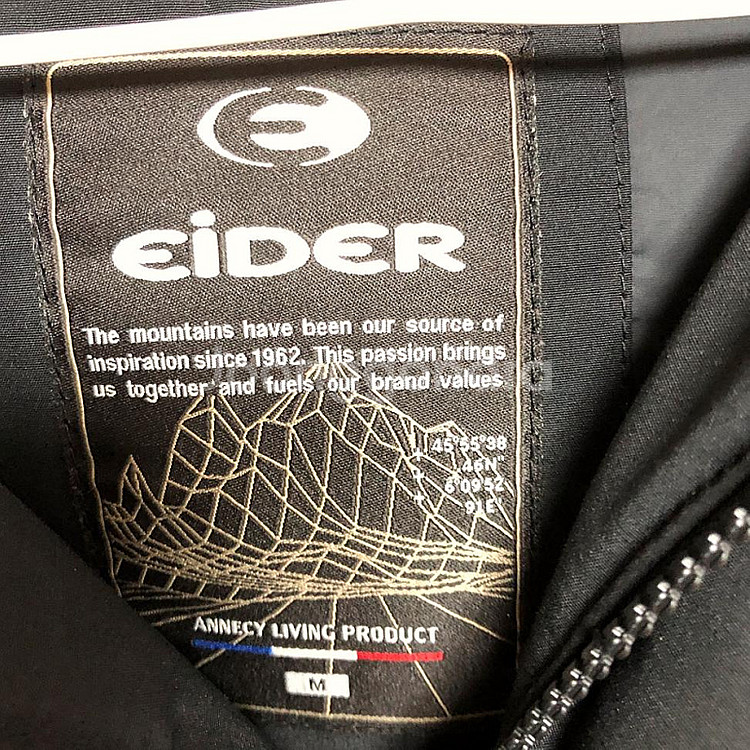 EiDER
The mountains have been our source of
inspiration since 1962. This passion brings
us together and fuels our brand values
45°55"38
46N"
6°09'52
91E"
ANNECY LIVING PRODUCT
M